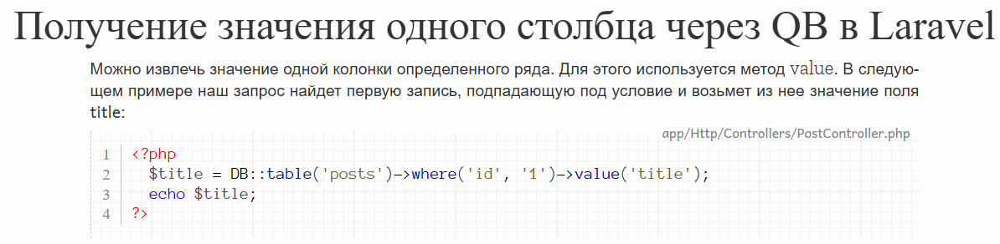 Получение значения одного столбца через QB в Laravel
Можно извлечь значение одной колонки определенного ряда. Для этого используется метод value. В следую-
щем примере наш запрос найдет первую запись, подпадающую под условие и возьмет из нее значение поля
title:
app/Http/Controllers/PostController.php
1 <?php
2 $title = DB::table('posts')->where('id', '1')->value('title');
3 echo $title;
4 ?>